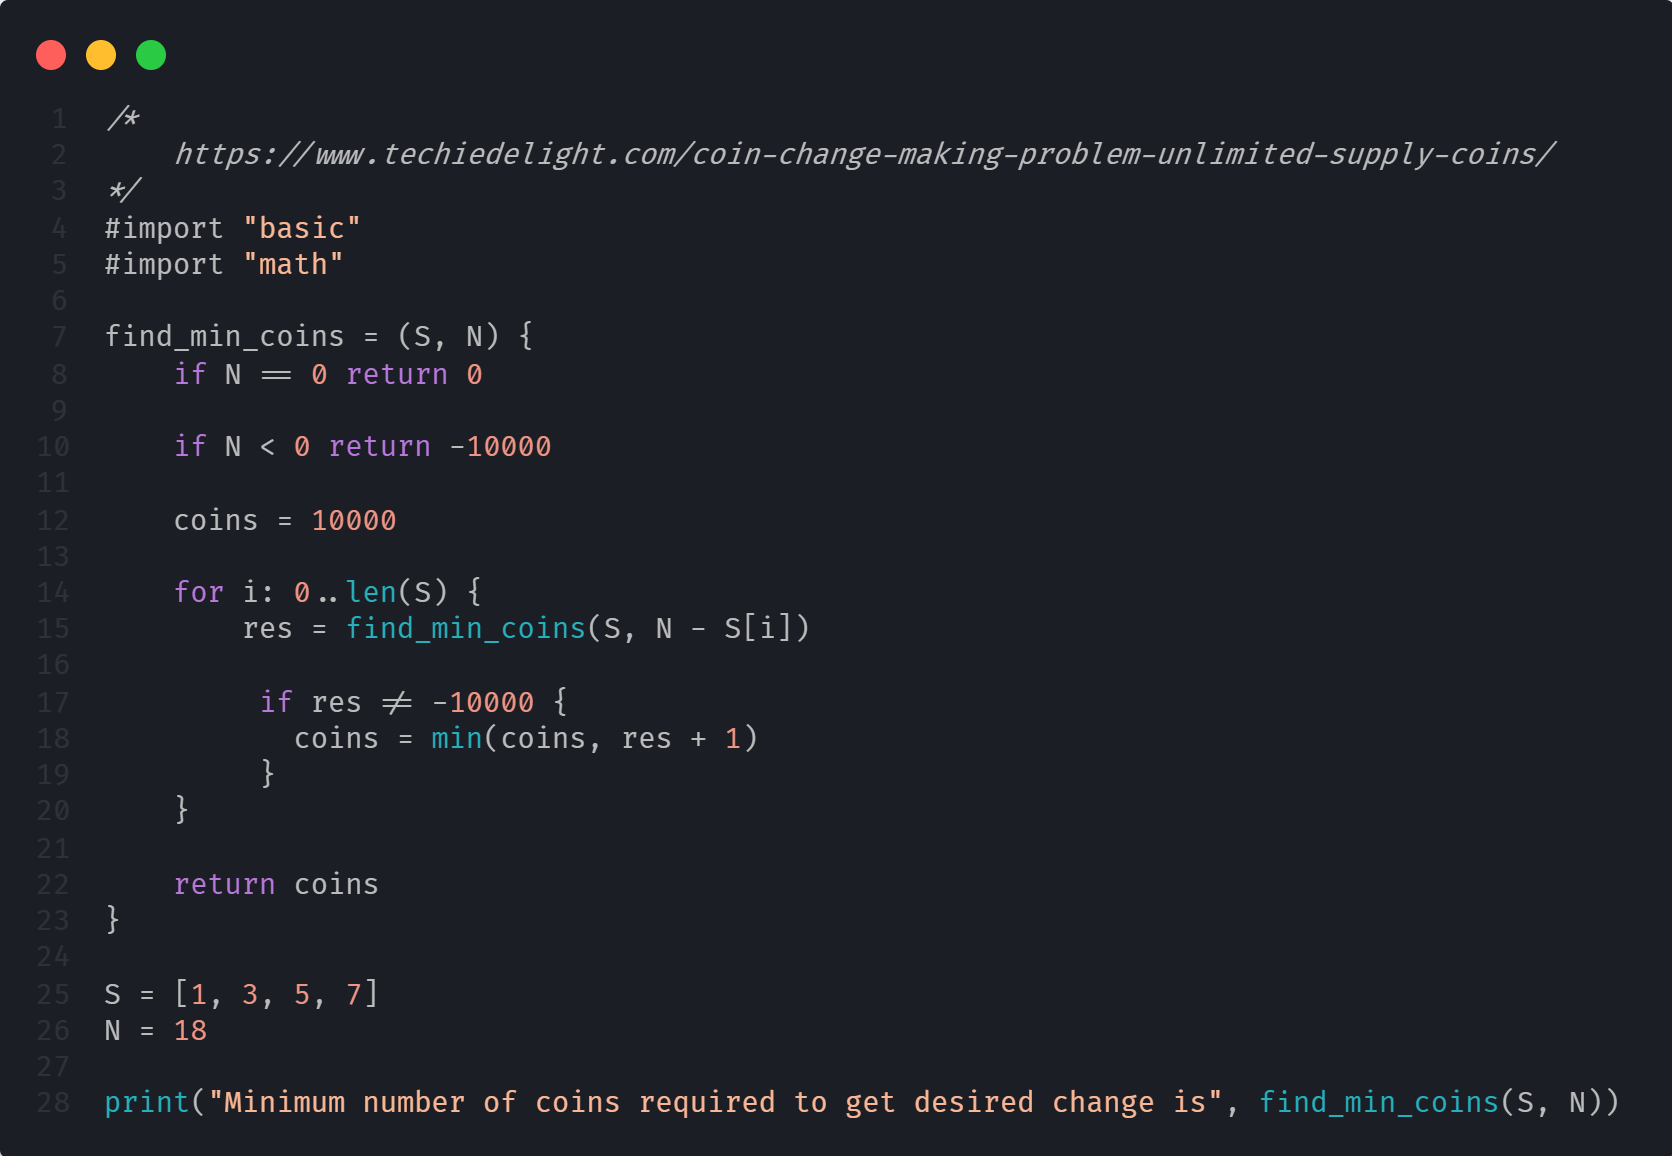 1 /*
2     https://www.techiedelight.com/coin-change-making-problem-unlimited-supply-coins/
3 */
4 #import "basic"
5 #import "math"
6
7 find_min_coins = (S, N) {
8     if N == 0 return 0
9
10     if N < 0 return -10000
11
12     coins = 10000
13
14     for i: 0..len(S) {
15         res = find_min_coins(S, N - S[i])
16
17          if res != -10000 {
18            coins = min(coins, res + 1)
19          }
20     }
21
22     return coins
23 }
24
25 S = [1, 3, 5, 7]
26 N = 18
27
28 print("Minimum number of coins required to get desired change is", find_min_coins(S, N))